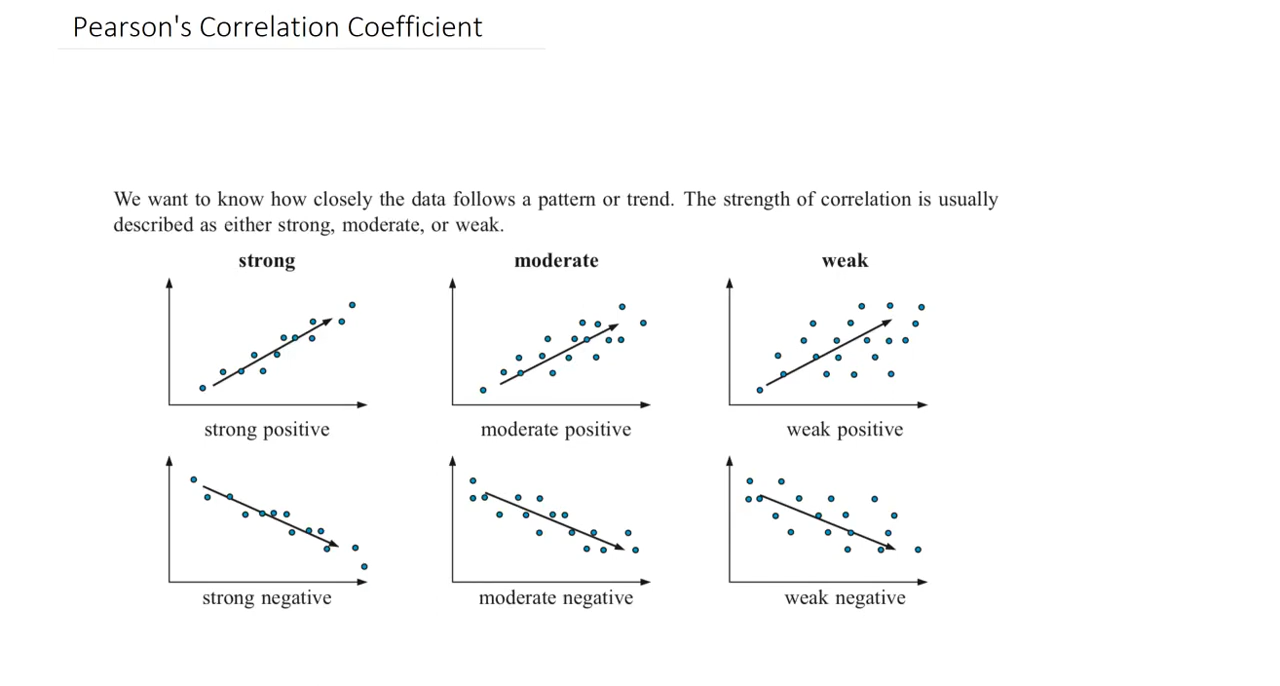 Pearson's Correlation Coefficient
We want to know how closely the data follows a pattern or trend. The strength of correlation is usually
described as either strong, moderate, or weak.
strong
moderate
weak
strong positive
moderate positive
weak positive
strong negative
moderate negative
weak negative